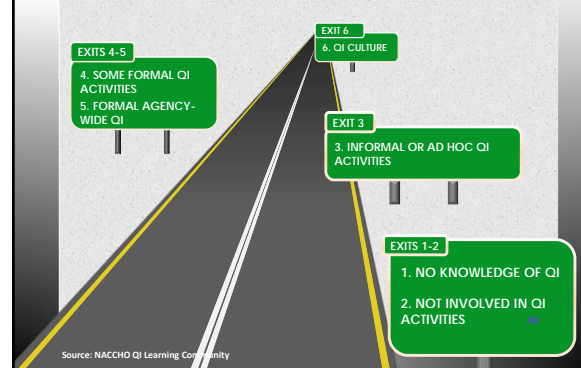 EXIT 6
6. QI CULTURE
EXITS 4-5
4. SOME FORMAL QI
ACTIVITIES
5. FORMAL AGENCY-
WIDE QI
EXIT 3
3. INFORMAL OR AD HOC QI
ACTIVITIES
EXITS 1-2
1. NO KNOWLEDGE OF QI
2. NOT INVOLVED IN QI
ACTIVITIES
Source: NACCHO QI Learning Community